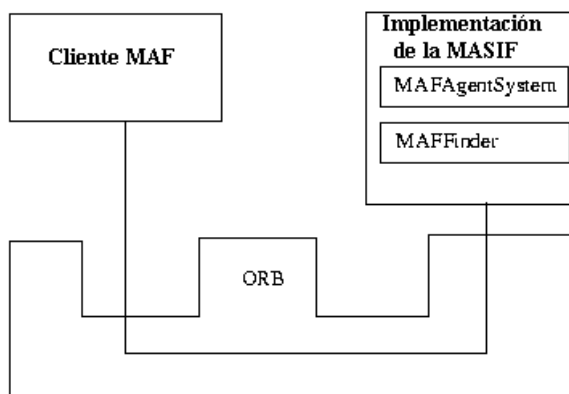 Cliente MAF
Implementación
de la MASIF
MAFAgentSystem
MAFFinder
ORB